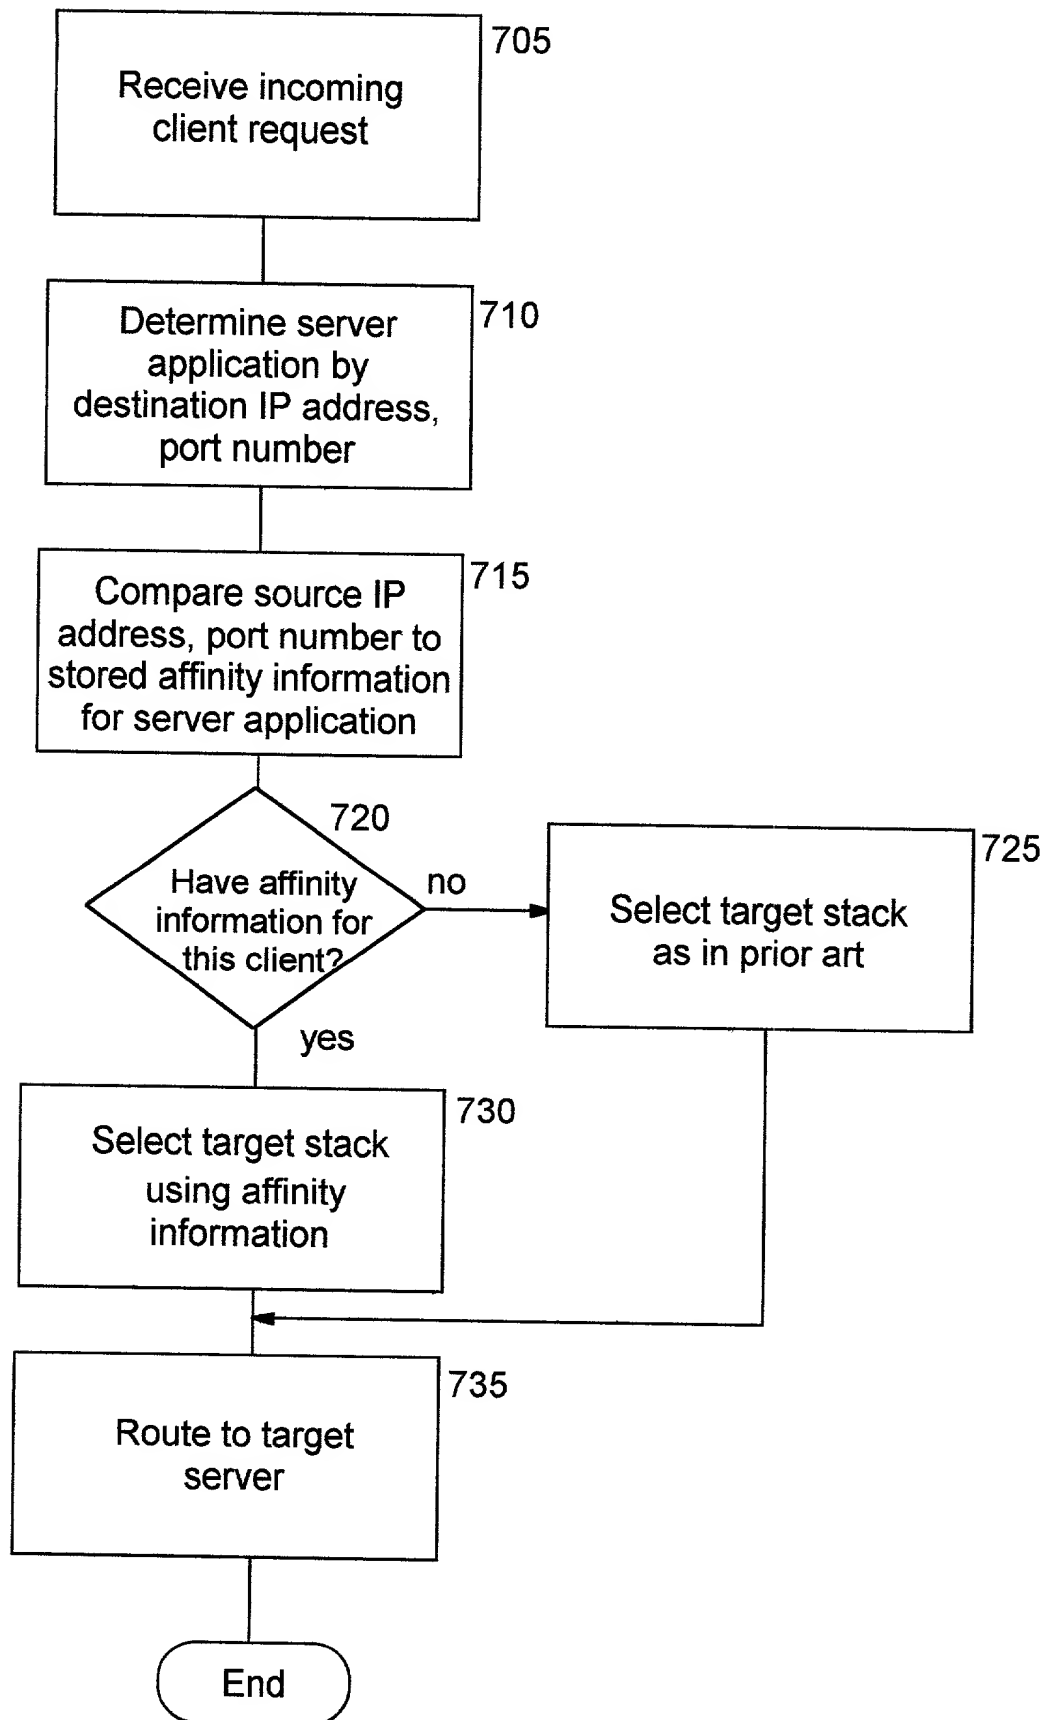 705
Receive incoming
client request
710
Determine server
application by
destination IP address,
port number
715
Compare source IP
address, port number to
stored affinity information
for server application
720
Have affinity
information for
this client?
no
725
Select target stack
as in prior art
yes
730
Select target stack
using affinity
information
735
Route to target
server
End